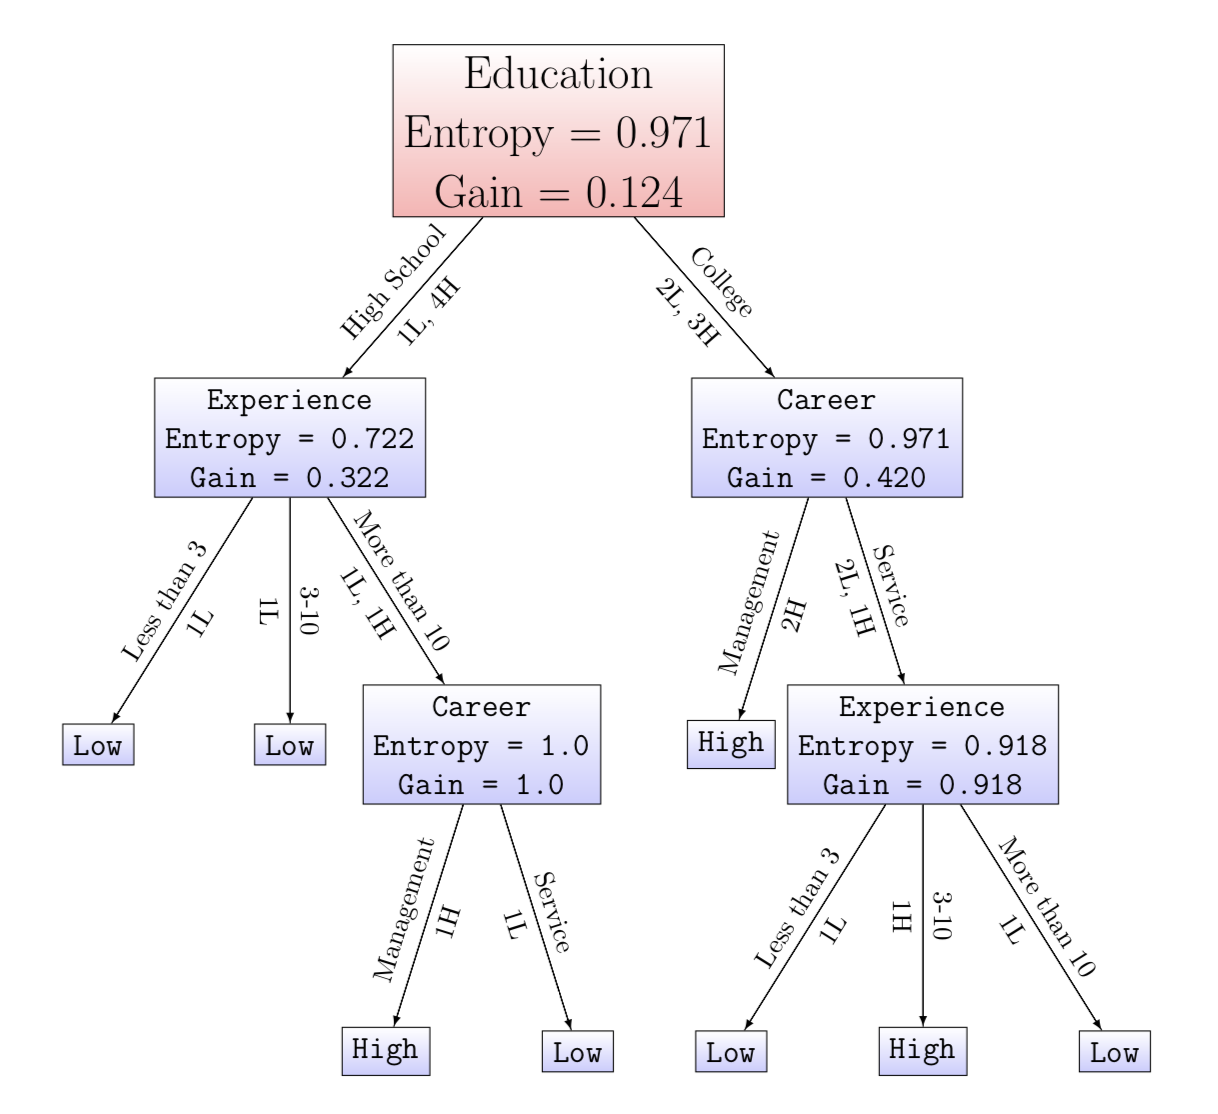 Education
Entropy = 0.971
Gain = 0.124
High School
1L, 4H
College
2L, 3H
Experience
Entropy = 0.722
Gain = 0.322
Career
Entropy = 0.971
Gain = 0.420
Less than 3
1L
3-10
1L
More than 10
1L, 1H
Management
2H
Service
2L, 1H
Low
Low
Career
Entropy = 1.0
Gain = 1.0
High
Experience
Entropy = 0.918
Gain = 0.918
Management
1H
Service
1L
Less than 3
1L
3-10
1H
More than 10
1L
High
Low
Low
High
Low